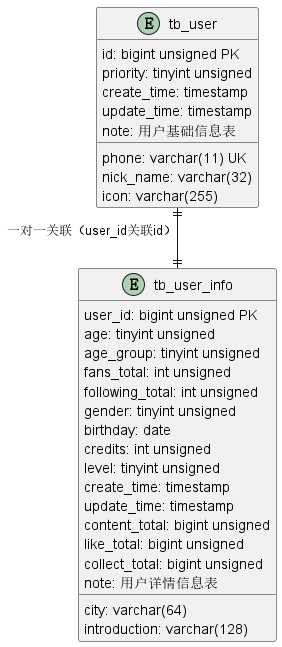 E tb_user
id: bigint unsigned PK
priority: tinyint unsigned
create_time: timestamp
update_time: timestamp
note: 用户基础信息表
phone: varchar(11) UK
nick_name: varchar(32)
icon: varchar(255)
一对一关联（user_id关联id）
E tb_user_info
user_id: bigint unsigned PK
age: tinyint unsigned
age_group: tinyint unsigned
fans_total: int unsigned
following_total: int unsigned
gender: tinyint unsigned
birthday: date
credits: int unsigned
level: tinyint unsigned
create_time: timestamp
update_time: timestamp
content_total: bigint unsigned
like_total: bigint unsigned
collect_total: bigint unsigned
note: 用户详情信息表
city: varchar(64)
introduction: varchar(128)